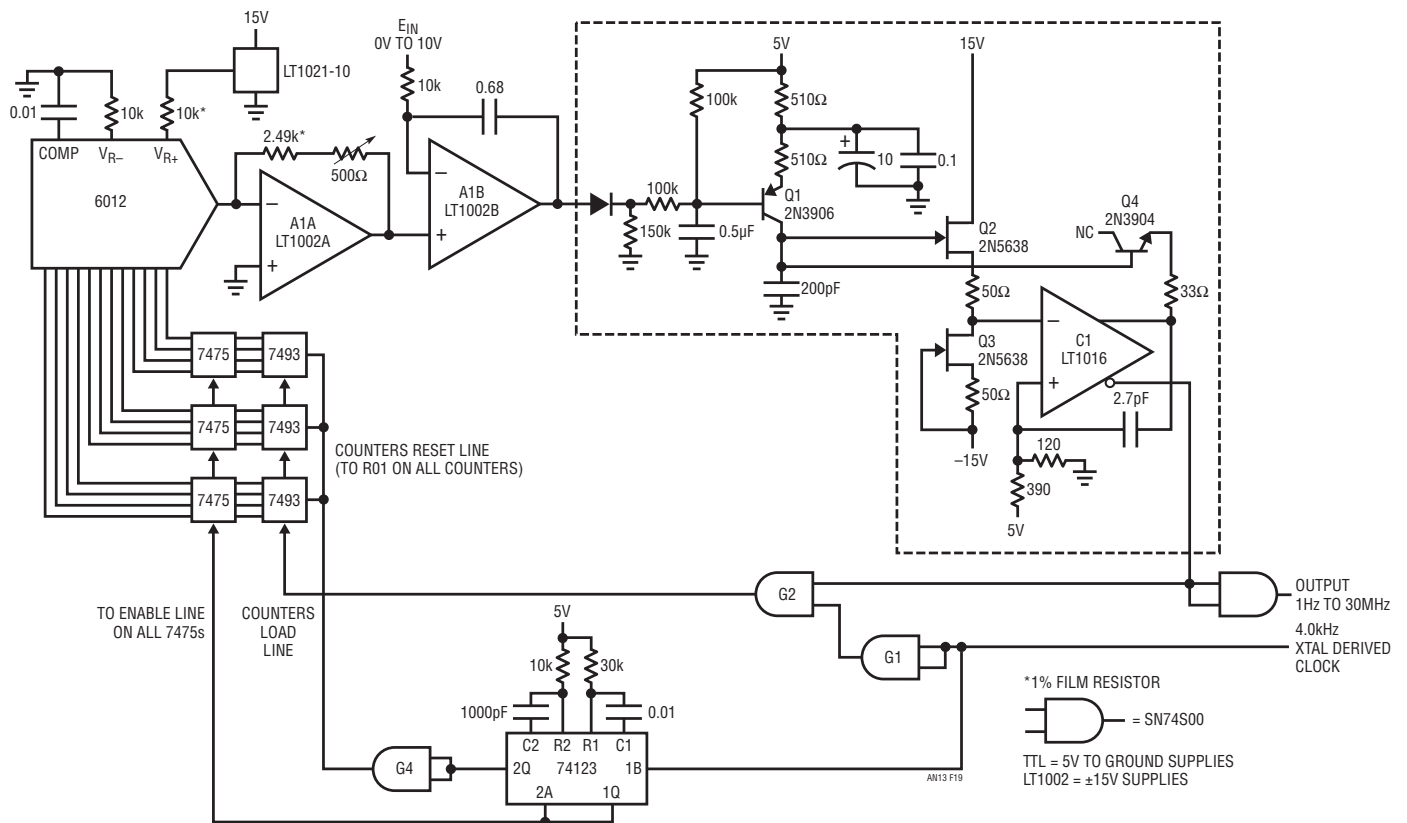 15V
LT1021-10
0.01
10k
10k*
COMP
VR–
VR+
6012
2.49k*
500Ω
A1A
LT1002A
EIN
0V TO 10V
10k
0.68
A1B
LT1002B
5V
15V
100k
510Ω
510Ω
+
10
0.1
100k
150k
0.5µF
Q1
2N3906
200pF
Q2
2N5638
Q4
2N3904
NC
50Ω
33Ω
Q3
2N5638
50Ω
–15V
C1
LT1016
2.7pF
120
390
5V
7475
7493
7475
7493
7475
7493
COUNTERS RESET LINE
(TO R01 ON ALL COUNTERS)
TO ENABLE LINE
ON ALL 7475s
COUNTERS
LOAD
LINE
G2
G1
OUTPUT
1Hz TO 30MHz
4.0kHz
XTAL DERIVED
CLOCK
5V
10k
30k
1000pF
0.01
C2
R2
R1
C1
2Q
74123
1B
2A
1Q
G4
AN13 F19
*1% FILM RESISTOR
= SN74S00
TTL = 5V TO GROUND SUPPLIES
LT1002 = ±15V SUPPLIES